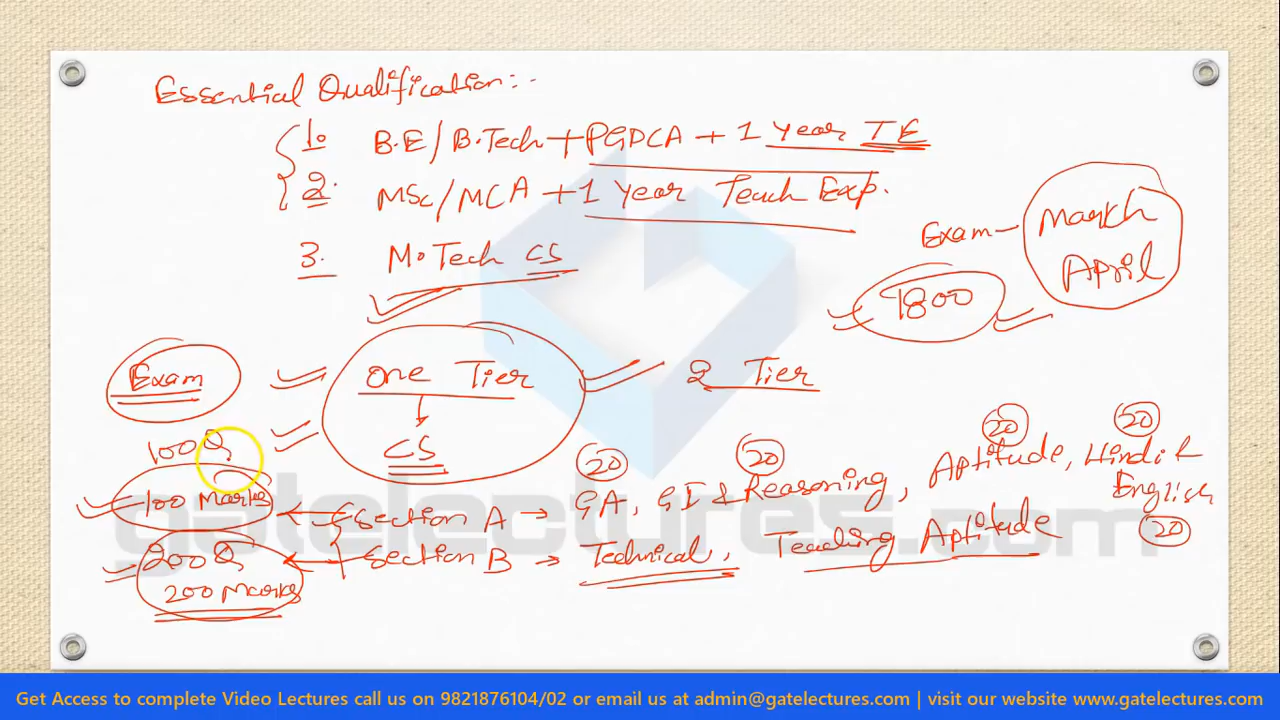 Essential Qualification:-
1. B.E/B.Tech + PGDCA + 1 Year TE
2. MSc/MCA + 1 Year Teach Exp.
3. M.Tech CS
Exam - March
April
1800
Exam One Tier 2 Tier
CS
100Q
100 Marks
200Q
200 Marks
20 20 20 20
Section A → GA, GI & Reasoning, Aptitude, Hindi &
English
20
Section B → Technical, Teaching Aptitude
gatelectures.com
Get Access to complete Video Lectures call us on 9821876104/02 or email us at admin@gatelectures.com | visit our website www.gatelectures.com